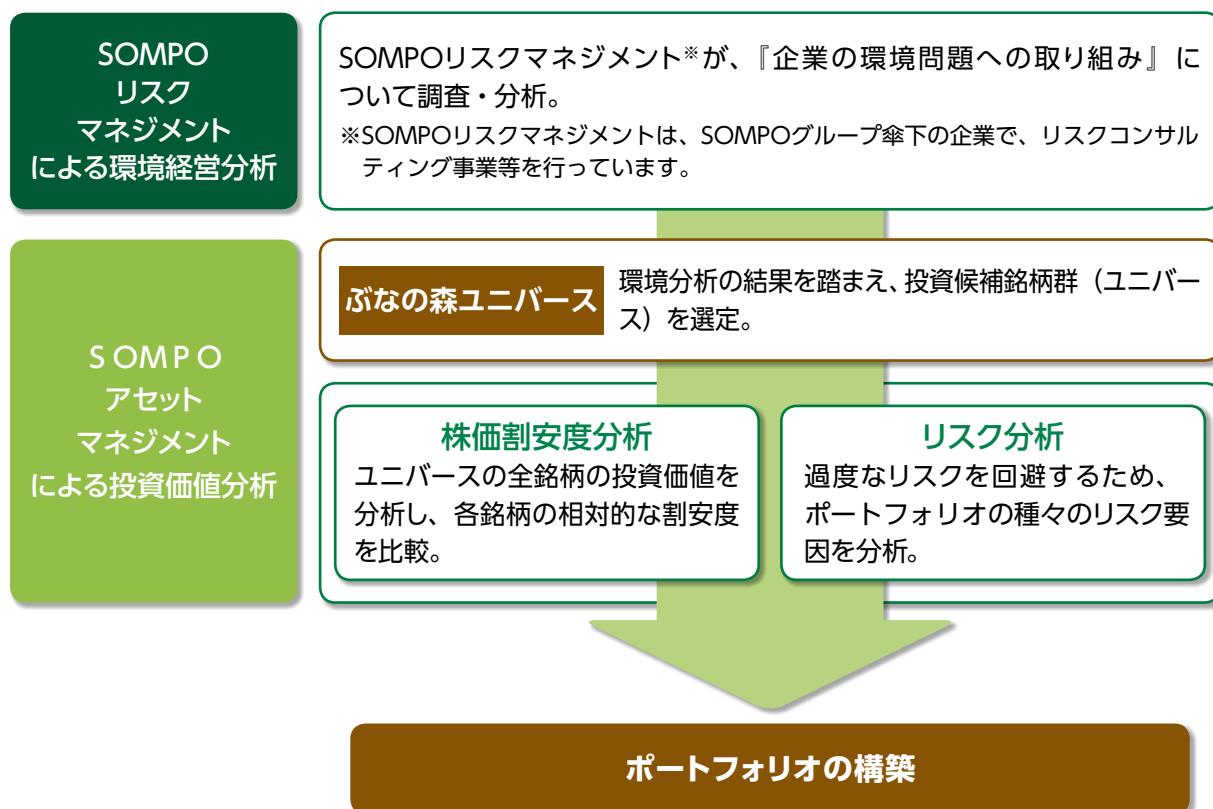 SOMPO
リスク
マネジメント
による環境経営分析
SOMPOリスクマネジメント※が、『企業の環境問題への取り組み』に
ついて調査・分析。
※SOMPOリスクマネジメントは、SOMPOグループ傘下の企業で、リスクコンサル
ティング事業等を行っています。
SOMPO
アセット
マネジメント
による投資価値分析
ぶなの森ユニバース
環境分析の結果を踏まえ、投資候補銘柄群（ユニバー
ス）を選定。
株価割安度分析
ユニバースの全銘柄の投資価値を
分析し、各銘柄の相対的な割安度
を比較。
リスク分析
過度なリスクを回避するため、
ポートフォリオの種々のリスク要
因を分析。
ポートフォリオの構築